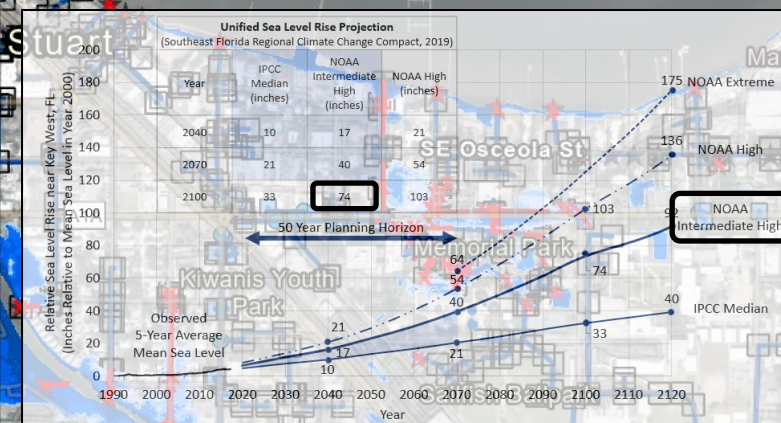 Unified Sea Level Rise Projection
(Southeast Florida Regional Climate Change Compact, 2019)
Stuart
Year
IPCC
Median
(inches)
NOAA
Intermediate
High
(inches)
NOAA High
(inches)
2040 10 17 21
2070 21 40 54
2100 33 74 103
Relative Sea Level Rise near Key West, FL
(Inches Relative to Mean Sea Level in Year 2000)
200
180
160
140
120
100
80
60
40
20
0
50 Year Planning Horizon
SE Osceola St
Memorial Park
Kiwanis Youth
Park
Observed
5-Year Average
Mean Sea Level
175 NOAA Extreme
136
NOAA High
103
92
NOAA
Intermediate High
74
64
54
40
40
IPCC Median
33
21
21
17
10
1990 2000 2010 2020 2030 2040 2050 2060 2070 2080 2090 2100 2110 2120
Year
Ma